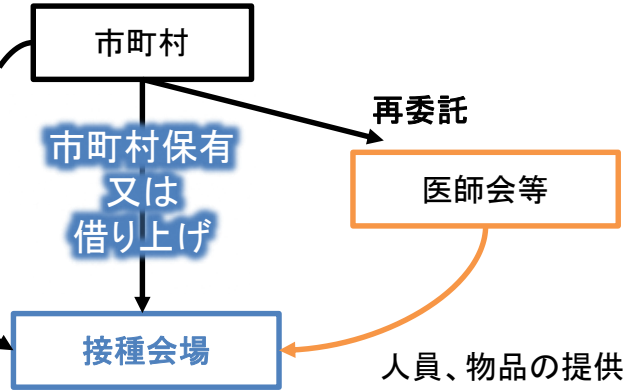 市町村
再委託
市町村保有
又は
借り上げ
医師会等
接種会場
人員、物品の提供